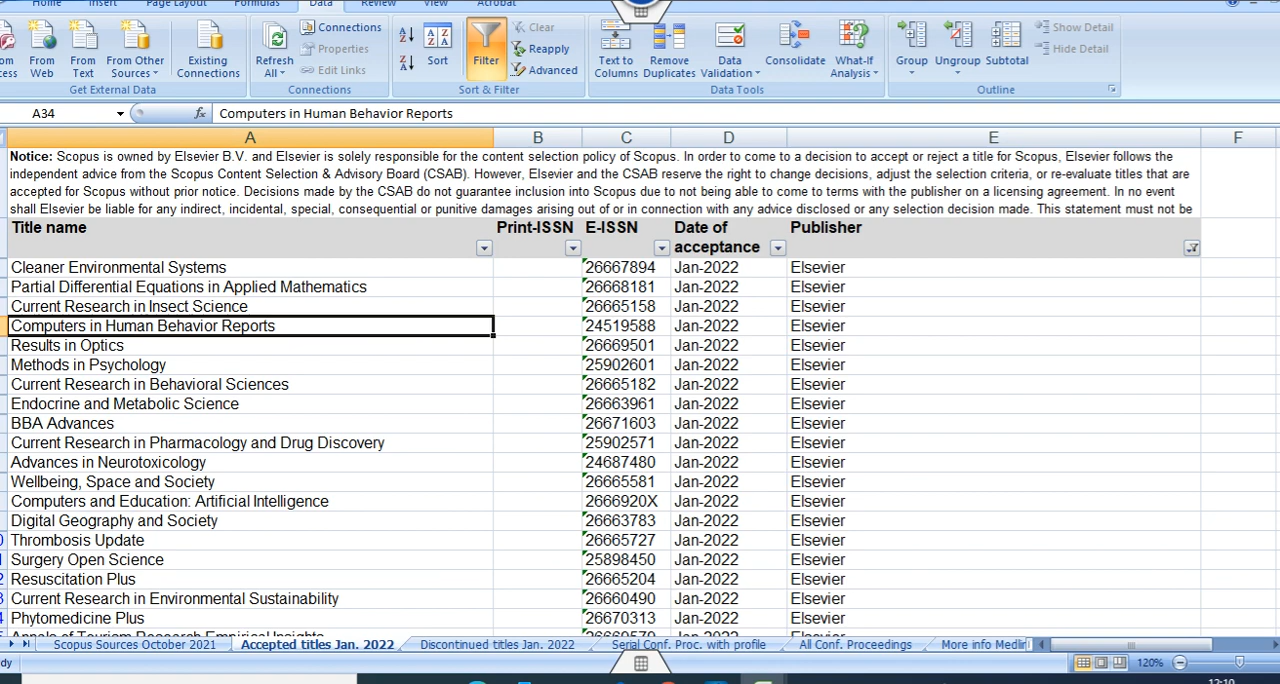 Home Insert Page Layout Formulas Data Review View Acrobat
From Web
From Text
From Other Sources
Existing Connections
Get External Data
Refresh All
Connections
Properties
Edit Links
Connections
Sort
Filter
Clear
Reapply
Advanced
Sort & Filter
Text to Columns
Remove Duplicates
Data Validation
Consolidate
What-If Analysis
Data Tools
Group
Ungroup
Subtotal
Show Detail
Hide Detail
Outline
A34 fx Computers in Human Behavior Reports
A B C D E F
Notice: Scopus is owned by Elsevier B.V. and Elsevier is solely responsible for the content selection policy of Scopus. In order to come to a decision to accept or reject a title for Scopus, Elsevier follows the
independent advice from the Scopus Content Selection & Advisory Board (CSAB). However, Elsevier and the CSAB reserve the right to change decisions, adjust the selection criteria, or re-evaluate titles that are
accepted for Scopus without prior notice. Decisions made by the CSAB do not guarantee inclusion into Scopus due to not being able to come to terms with the publisher on a licensing agreement. In no event
shall Elsevier be liable for any indirect, incidental, special, consequential or punitive damages arising out of or in connection with any advice disclosed or any selection decision made. This statement must not be
Title name Print-ISSN E-ISSN Date of acceptance Publisher
Cleaner Environmental Systems 26667894 Jan-2022 Elsevier
Partial Differential Equations in Applied Mathematics 26668181 Jan-2022 Elsevier
Current Research in Insect Science 26665158 Jan-2022 Elsevier
Computers in Human Behavior Reports 24519588 Jan-2022 Elsevier
Results in Optics 26669501 Jan-2022 Elsevier
Methods in Psychology 25902601 Jan-2022 Elsevier
Current Research in Behavioral Sciences 26665182 Jan-2022 Elsevier
Endocrine and Metabolic Science 26663961 Jan-2022 Elsevier
BBA Advances 26671603 Jan-2022 Elsevier
Current Research in Pharmacology and Drug Discovery 25902571 Jan-2022 Elsevier
Advances in Neurotoxicology 24687480 Jan-2022 Elsevier
Wellbeing, Space and Society 26665581 Jan-2022 Elsevier
Computers and Education: Artificial Intelligence 2666920X Jan-2022 Elsevier
Digital Geography and Society 26663783 Jan-2022 Elsevier
Thrombosis Update 26665727 Jan-2022 Elsevier
Surgery Open Science 25898450 Jan-2022 Elsevier
Resuscitation Plus 26665204 Jan-2022 Elsevier
Current Research in Environmental Sustainability 26660490 Jan-2022 Elsevier
Phytomedicine Plus 26670313 Jan-2022 Elsevier
Annals of Tourism Research Empirical Insights 26669579 Jan-2022 Elsevier
Scopus Sources October 2021 Accepted titles Jan. 2022 Discontinued titles Jan. 2022 Serial Conf. Proc. with profile All Conf. Proceedings More info Medlin
120%
12:10